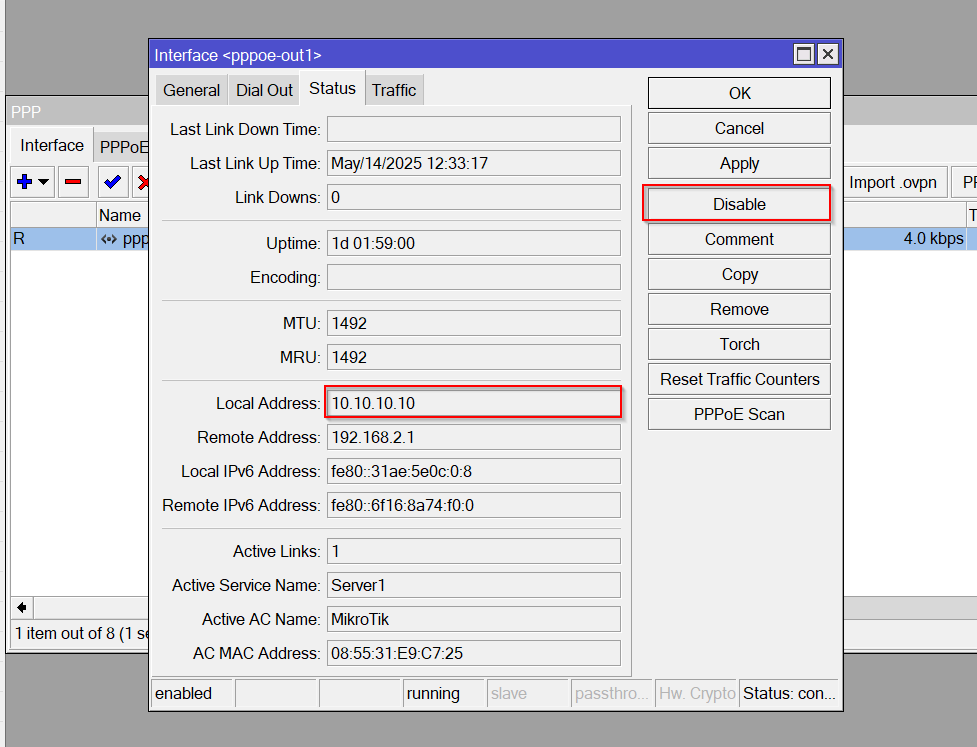 Interface <pppoe-out1>
General Dial Out Status Traffic
Last Link Down Time:
Last Link Up Time: May/14/2025 12:33:17
Link Downs: 0
Uptime: 1d 01:59:00
Encoding:
MTU: 1492
MRU: 1492
Local Address: 10.10.10.10
Remote Address: 192.168.2.1
Local IPv6 Address: fe80::31ae:5e0c:0:8
Remote IPv6 Address: fe80::6f16:8a74:f0:0
Active Links: 1
Active Service Name: Server1
Active AC Name: MikroTik
AC MAC Address: 08:55:31:E9:C7:25
enabled running slave passthro... Hw. Crypto Status: con...
OK
Cancel
Apply
Disable
Comment
Copy
Remove
Torch
Reset Traffic Counters
PPPoE Scan
PPP
Interface PPPoE
Import .ovpn
Name
R ppp 4.0 kbps
1 item out of 8 (1 se